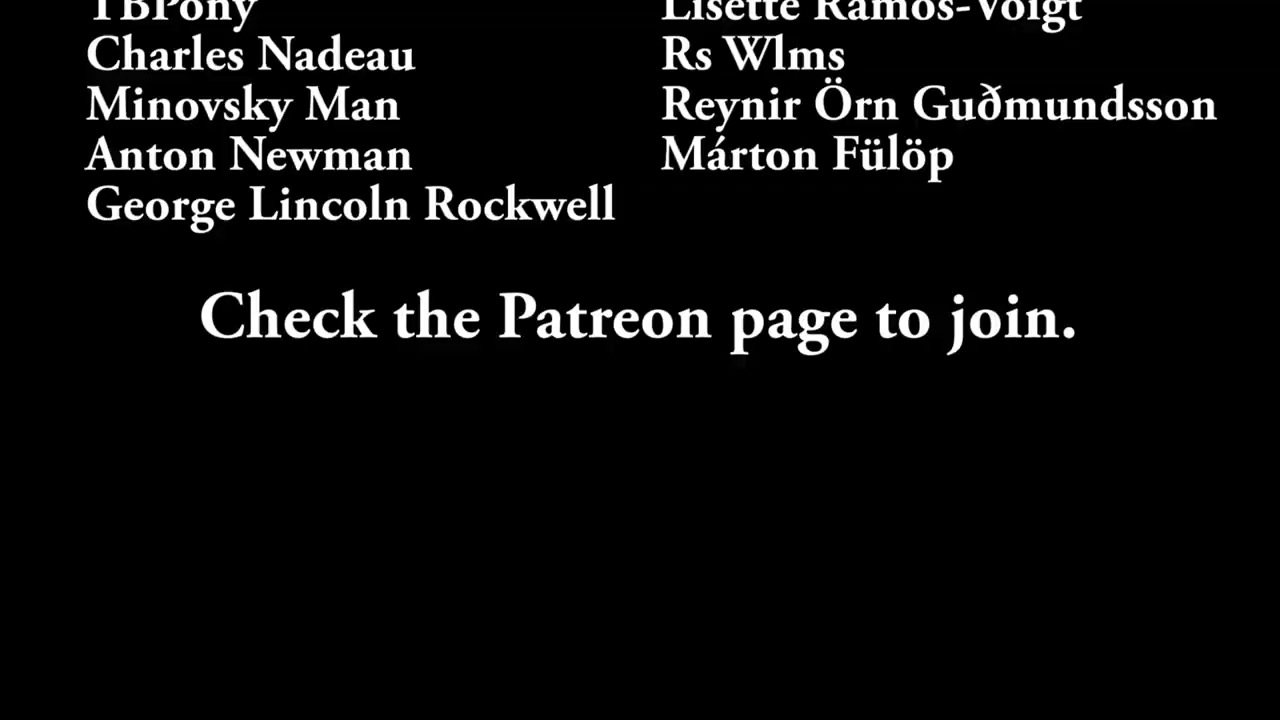 TBPony
Charles Nadeau
Minovsky Man
Anton Newman
George Lincoln Rockwell
Lisette Ramos-Voigt
Rs Wlms
Reynir Örn Guðmundsson
Márton Fülöp
Check the Patreon page to join.